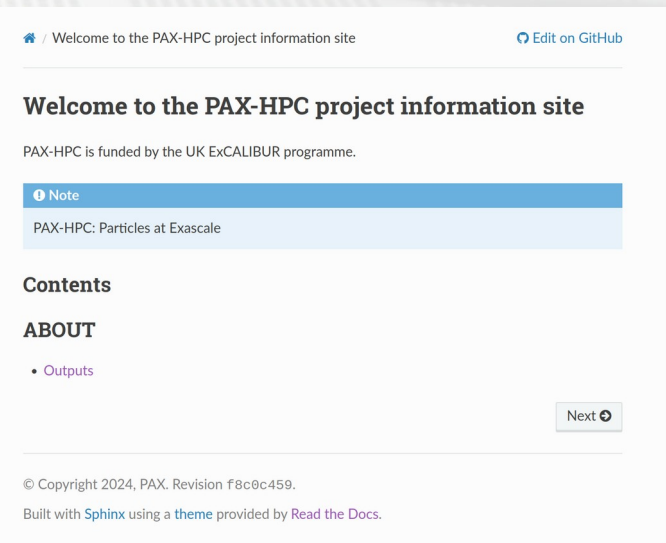 / Welcome to the PAX-HPC project information site
Edit on GitHub
Welcome to the PAX-HPC project information site
PAX-HPC is funded by the UK ExCALIBUR programme.
Note
PAX-HPC: Particles at Exascale
Contents
ABOUT
• Outputs
Next
© Copyright 2024, PAX. Revision f8c0c459.
Built with Sphinx using a theme provided by Read the Docs.